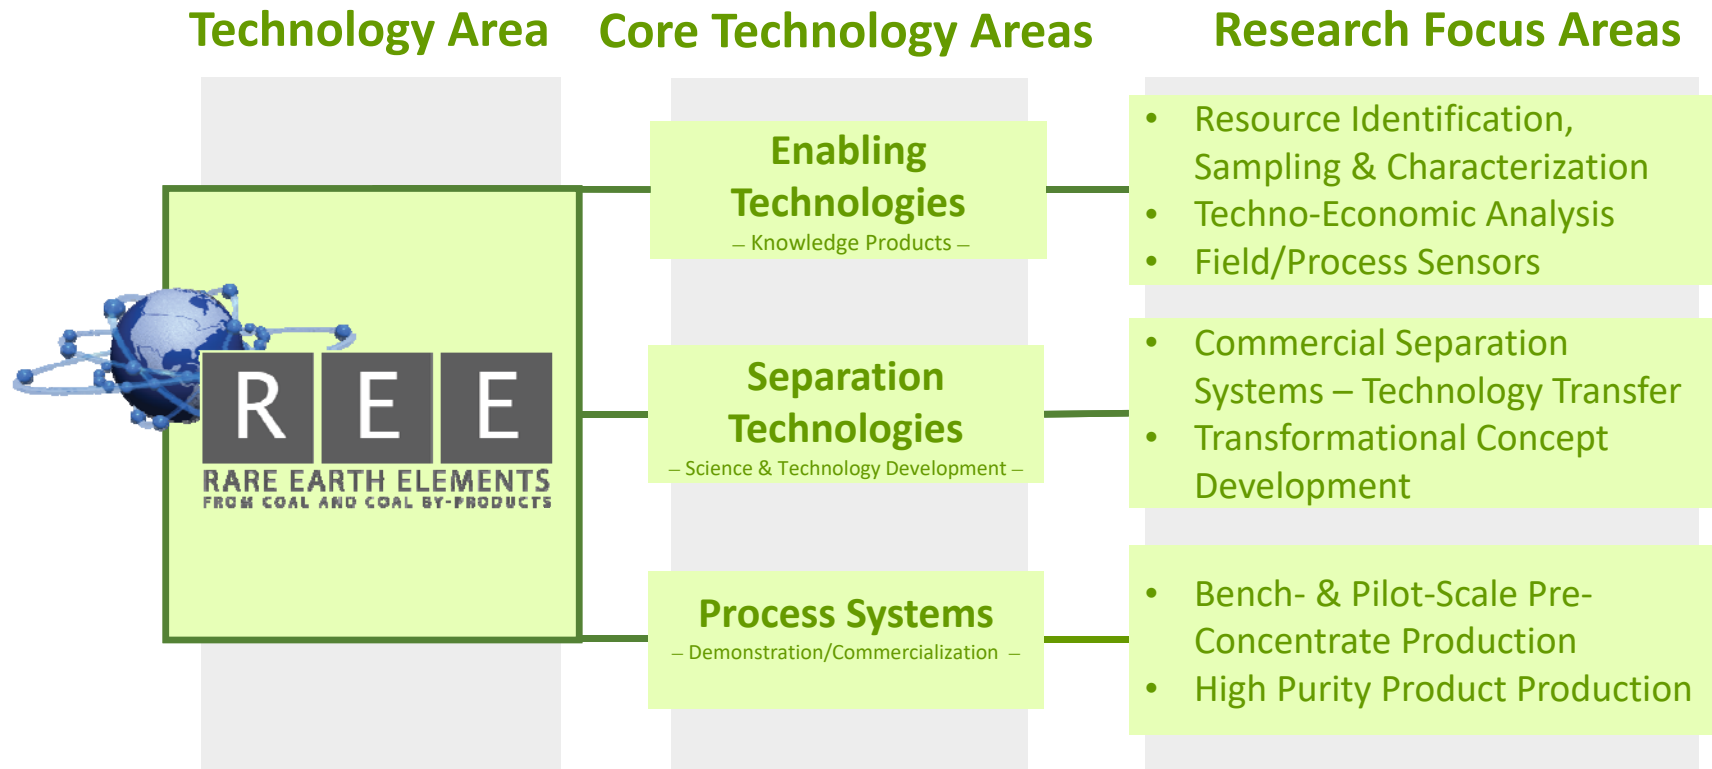 Technology Area
Core Technology Areas
Research Focus Areas
R E E
RARE EARTH ELEMENTS
FROM COAL AND COAL BY-PRODUCTS
Enabling
Technologies
– Knowledge Products –
• Resource Identification,
Sampling & Characterization
• Techno-Economic Analysis
• Field/Process Sensors
Separation
Technologies
– Science & Technology Development –
• Commercial Separation
Systems – Technology Transfer
• Transformational Concept
Development
Process Systems
– Demonstration/Commercialization –
• Bench- & Pilot-Scale Pre-
Concentrate Production
• High Purity Product Production